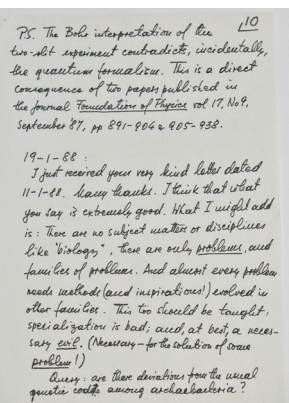 10
P.S. The Bohr interpretation of the
two-slit experiment contradicts, incidentally,
the quantum formalism. This is a direct
consequence of two papers published in
the journal Foundation of Physics vol 17, No 9,
September '87, pp 891-904 & 905-938.
19-1-88 :
I just received your very kind letter dated
11-1-88. Many thanks. I think that what
you say is extremely good. What I might add
is : There are no subject matters or disciplines
like "biology", there are only problems, and
families of problems. And almost every problem
needs methods (and inspirations!) evolved in
other families. This too should be taught:
specialization is bad; and, at best, a neces-
sary evil. (Necessary - for the solution of some
problem!)
Query: are there deviations from the usual
genetic code among archaebacteria?